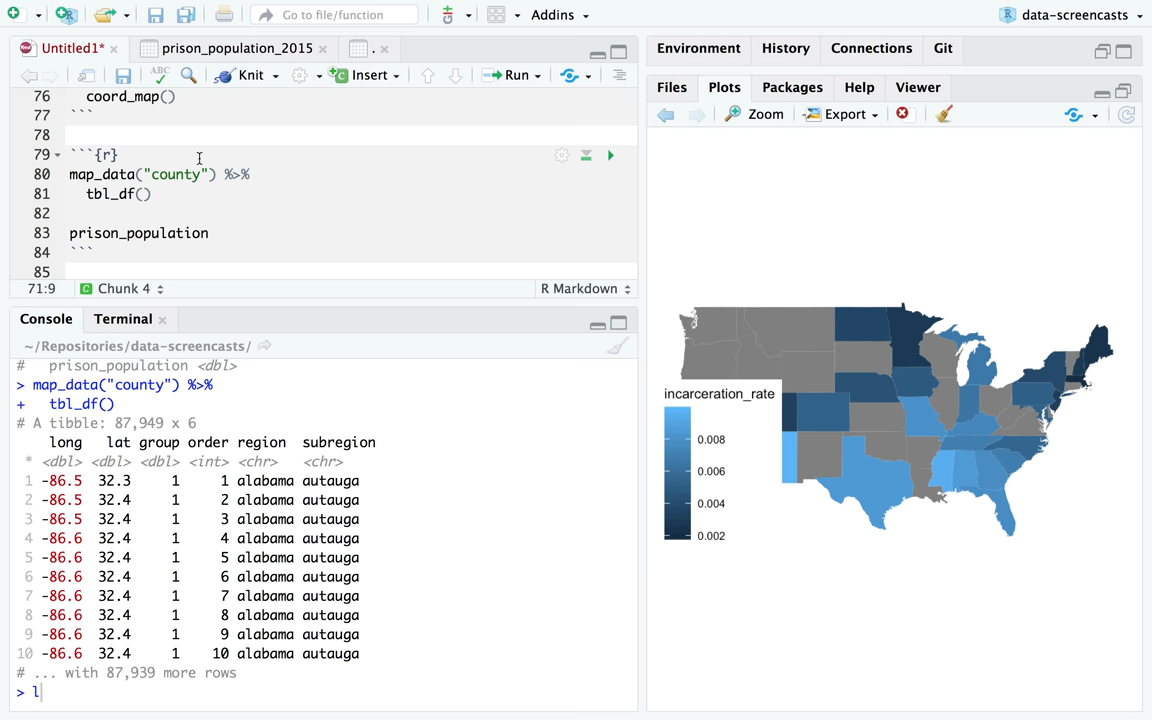 Go to file/function
Addins
data-screencasts
Untitled1*
prison_population_2015
.
Knit
Insert
Run
76 coord_map()
77 ```
78
79 ```{r}
80 map_data("county") %>%
81 tbl_df()
82
83 prison_population
84 ```
85
71:9 Chunk 4 R Markdown
Console Terminal
~/Repositories/data-screencasts/
# prison_population <dbl>
> map_data("county") %>%
+ tbl_df()
# A tibble: 87,949 x 6
long lat group order region subregion
* <dbl> <dbl> <dbl> <int> <chr> <chr>
1 -86.5 32.3 1 1 alabama autauga
2 -86.5 32.4 1 2 alabama autauga
3 -86.5 32.4 1 3 alabama autauga
4 -86.6 32.4 1 4 alabama autauga
5 -86.6 32.4 1 5 alabama autauga
6 -86.6 32.4 1 6 alabama autauga
7 -86.6 32.4 1 7 alabama autauga
8 -86.6 32.4 1 8 alabama autauga
9 -86.6 32.4 1 9 alabama autauga
10 -86.6 32.4 1 10 alabama autauga
# ... with 87,939 more rows
> l
Environment History Connections Git
Files Plots Packages Help Viewer
Zoom Export
incarceration_rate
0.008
0.006
0.004
0.002